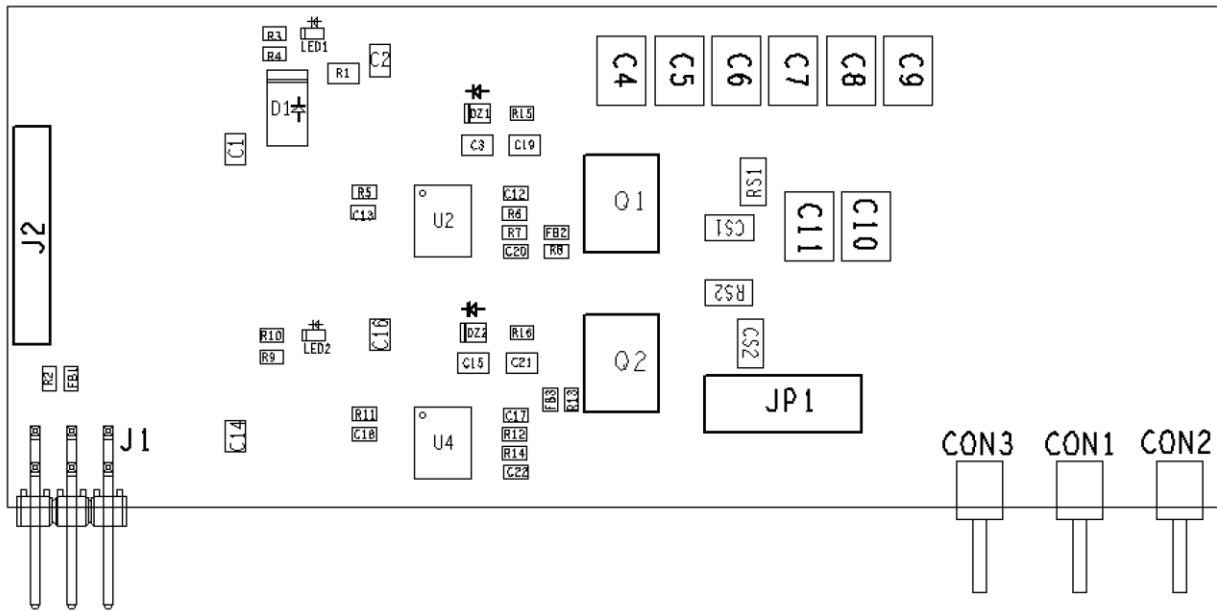 R3
R4
LED1
R1
C2
D1
C1
J2
DZ1
R15
C3
C19
C4
C5
C6
C7
C8
C9
R5
C13
U2
C12
R6
R7
C20
FB2
R8
Q1
RS1
CS1
C11
C10
RS2
CS2
R10
R9
LED2
C16
DZ2
R16
C15
C21
Q2
FB3
R13
JP1
R2
FB1
J1
C14
R11
C18
U4
C17
R12
R14
C22
CON3
CON1
CON2